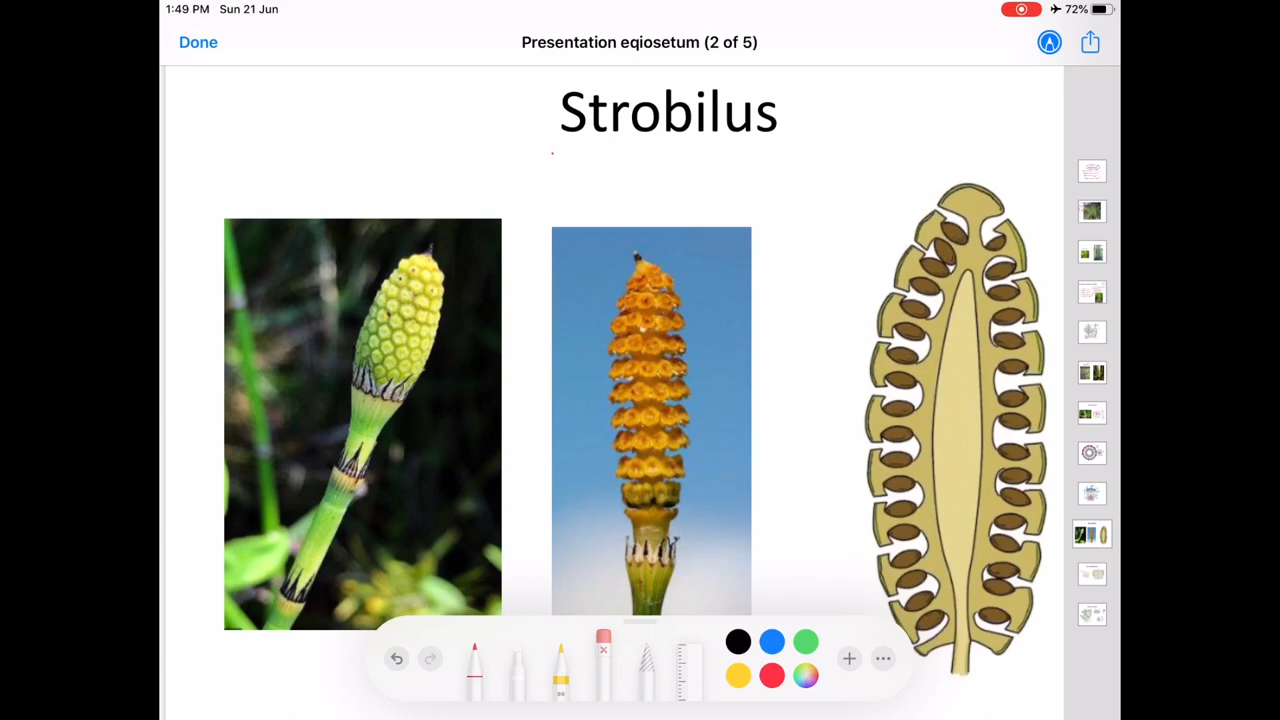 1:49 PM Sun 21 Jun
72%
Done
Presentation eqiosetum (2 of 5)
Strobilus